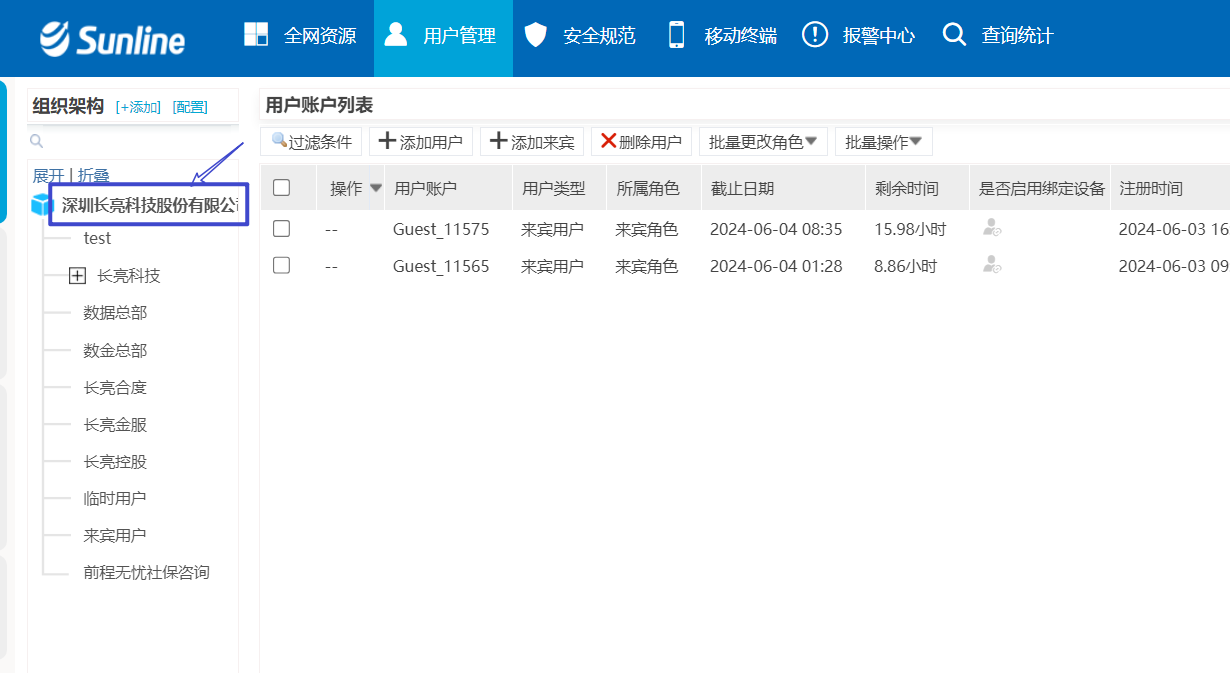 Sunline 全网资源 用户管理 安全规范 移动终端 报警中心 查询统计
组织架构 [+添加] [配置]
展开 | 折叠
深圳长亮科技股份有限公
test
长亮科技
数据总部
数金总部
长亮合度
长亮金服
长亮控股
临时用户
来宾用户
前程无忧社保咨询
用户账户列表
过滤条件 添加用户 添加来宾 删除用户 批量更改角色 批量操作
操作 用户账户 用户类型 所属角色 截止日期 剩余时间 是否启用绑定设备 注册时间
-- Guest_11575 来宾用户 来宾角色 2024-06-04 08:35 15.98小时 2024-06-03 16
-- Guest_11565 来宾用户 来宾角色 2024-06-04 01:28 8.86小时 2024-06-03 09